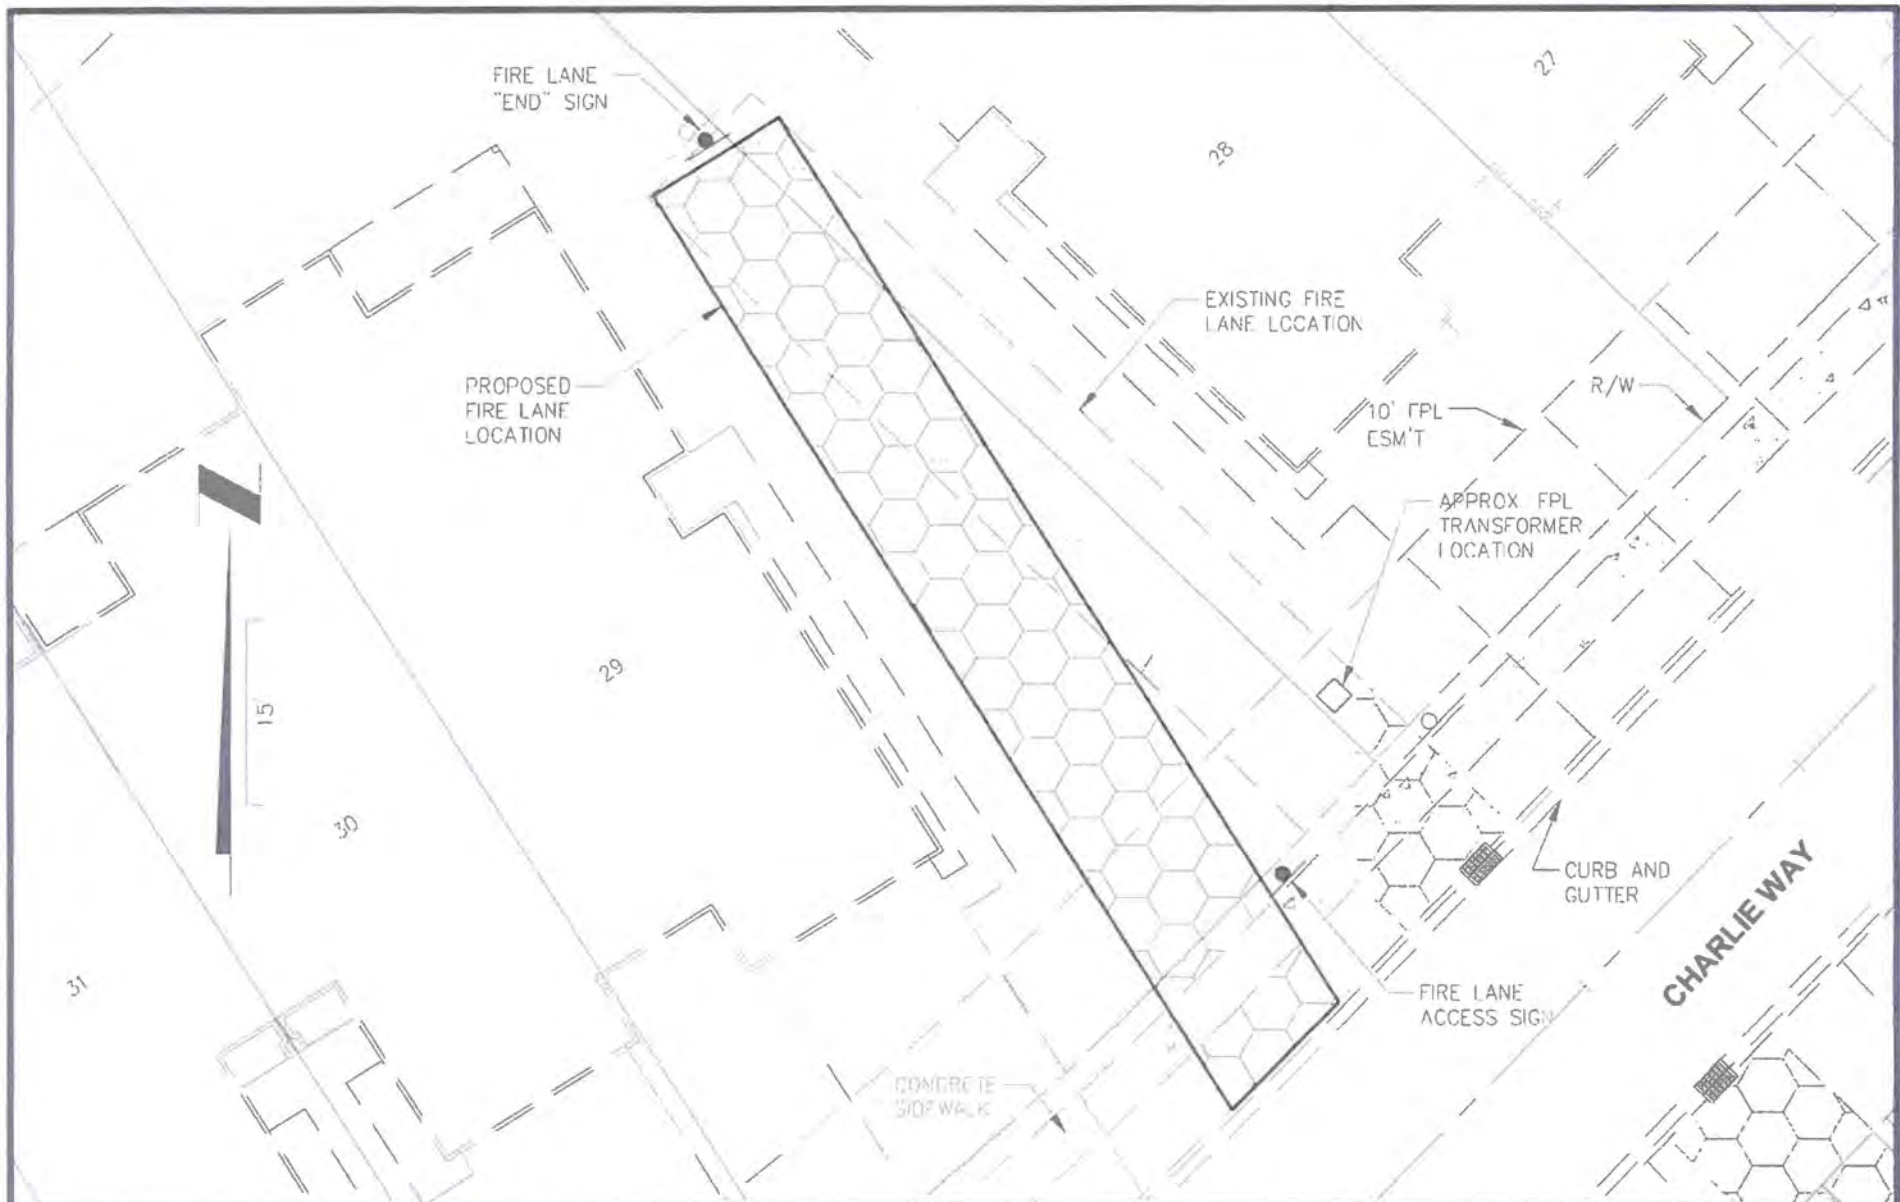 FIRE LANE
"END" SIGN
27
28
EXISTING FIRE
LANE LOCATION
PROPOSED
FIRE LANE
LOCATION
R/W
10' FPL
ESM'T
APPROX FPL
TRANSFORMER
LOCATION
29
15'
30
CURB AND
GUTTER
CHARLIE WAY
31
FIRE LANE
ACCESS SIGN
CONCRETE
SIDEWALK